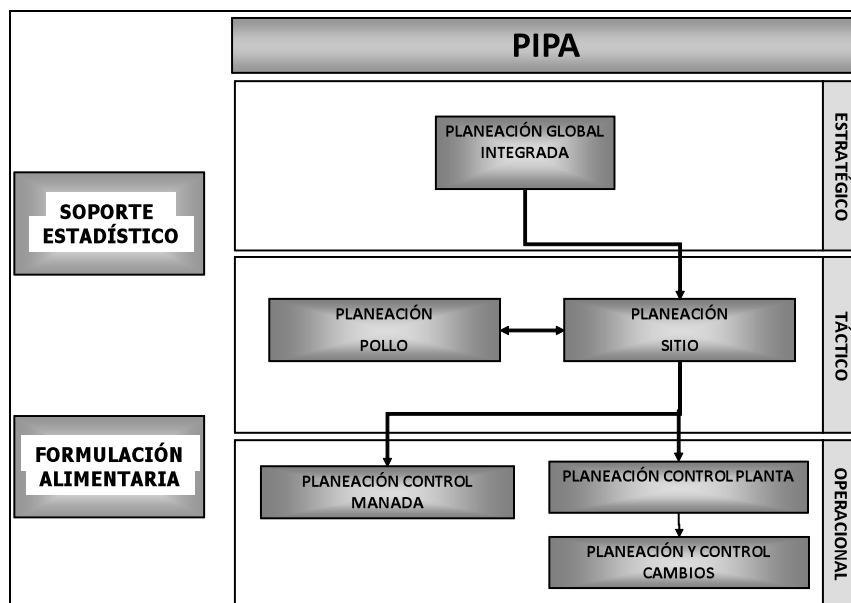 PIPA
ESTRATÉGICO
PLANEACIÓN GLOBAL
INTEGRADA
SOPORTE
ESTADÍSTICO
TÁCTICO
PLANEACIÓN
POLLO
PLANEACIÓN
SITIO
FORMULACIÓN
ALIMENTARIA
OPERACIONAL
PLANEACIÓN CONTROL
MANADA
PLANEACIÓN CONTROL PLANTA
PLANEACIÓN Y CONTROL
CAMBIOS